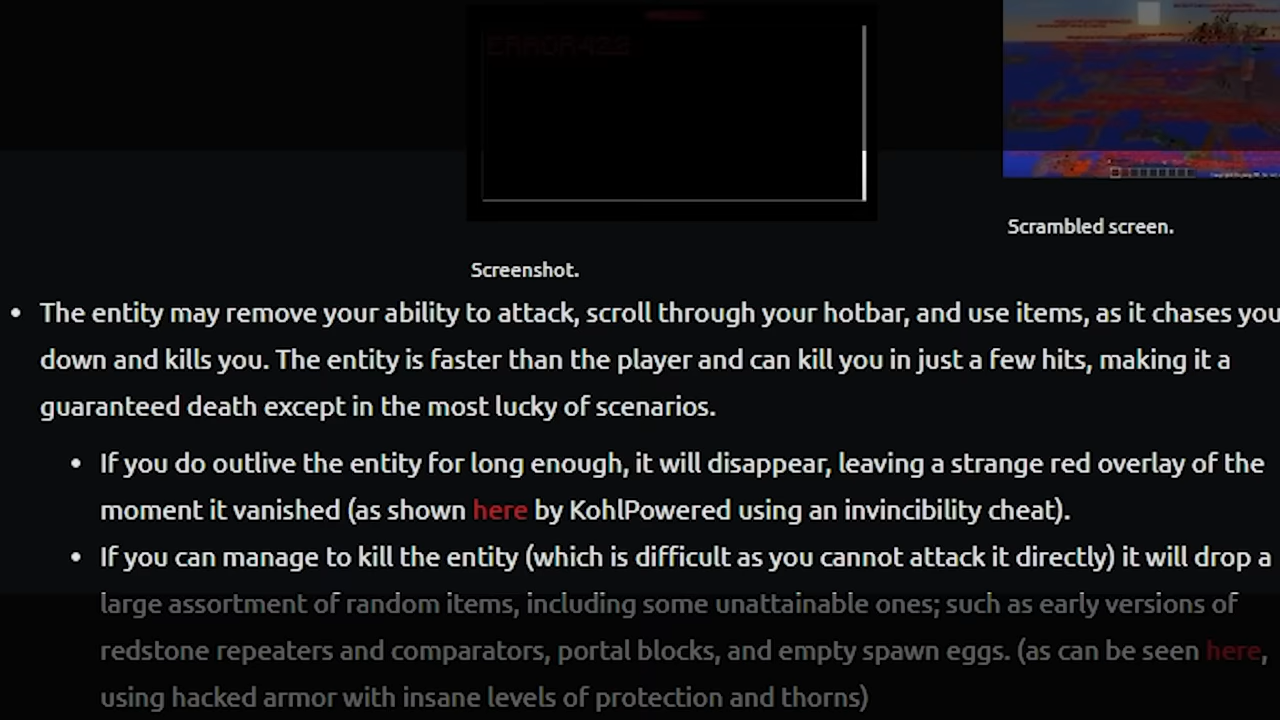 ERROR422
Scrambled screen.
Screenshot.
The entity may remove your ability to attack, scroll through your hotbar, and use items, as it chases you
down and kills you. The entity is faster than the player and can kill you in just a few hits, making it a
guaranteed death except in the most lucky of scenarios.
If you do outlive the entity for long enough, it will disappear, leaving a strange red overlay of the
moment it vanished (as shown here by KohlPowered using an invincibility cheat).
If you can manage to kill the entity (which is difficult as you cannot attack it directly) it will drop a
large assortment of random items, including some unattainable ones; such as early versions of
redstone repeaters and comparators, portal blocks, and empty spawn eggs. (as can be seen here,
using hacked armor with insane levels of protection and thorns)